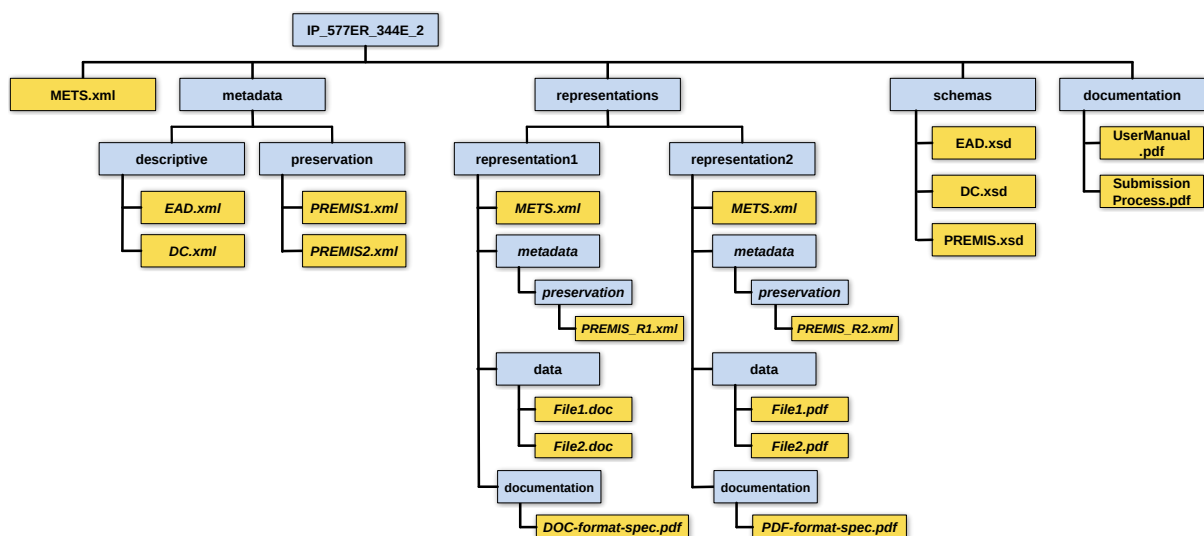 IP_577ER_344E_2
METS.xml
metadata
representations
schemas
documentation
descriptive
preservation
representation1
representation2
EAD.xsd
UserManual
.pdf
EAD.xml
PREMIS1.xml
METS.xml
METS.xml
DC.xsd
Submission
Process.pdf
DC.xml
PREMIS2.xml
metadata
metadata
PREMIS.xsd
preservation
preservation
PREMIS_R1.xml
PREMIS_R2.xml
data
data
File1.doc
File1.pdf
File2.doc
File2.pdf
documentation
documentation
DOC-format-spec.pdf
PDF-format-spec.pdf